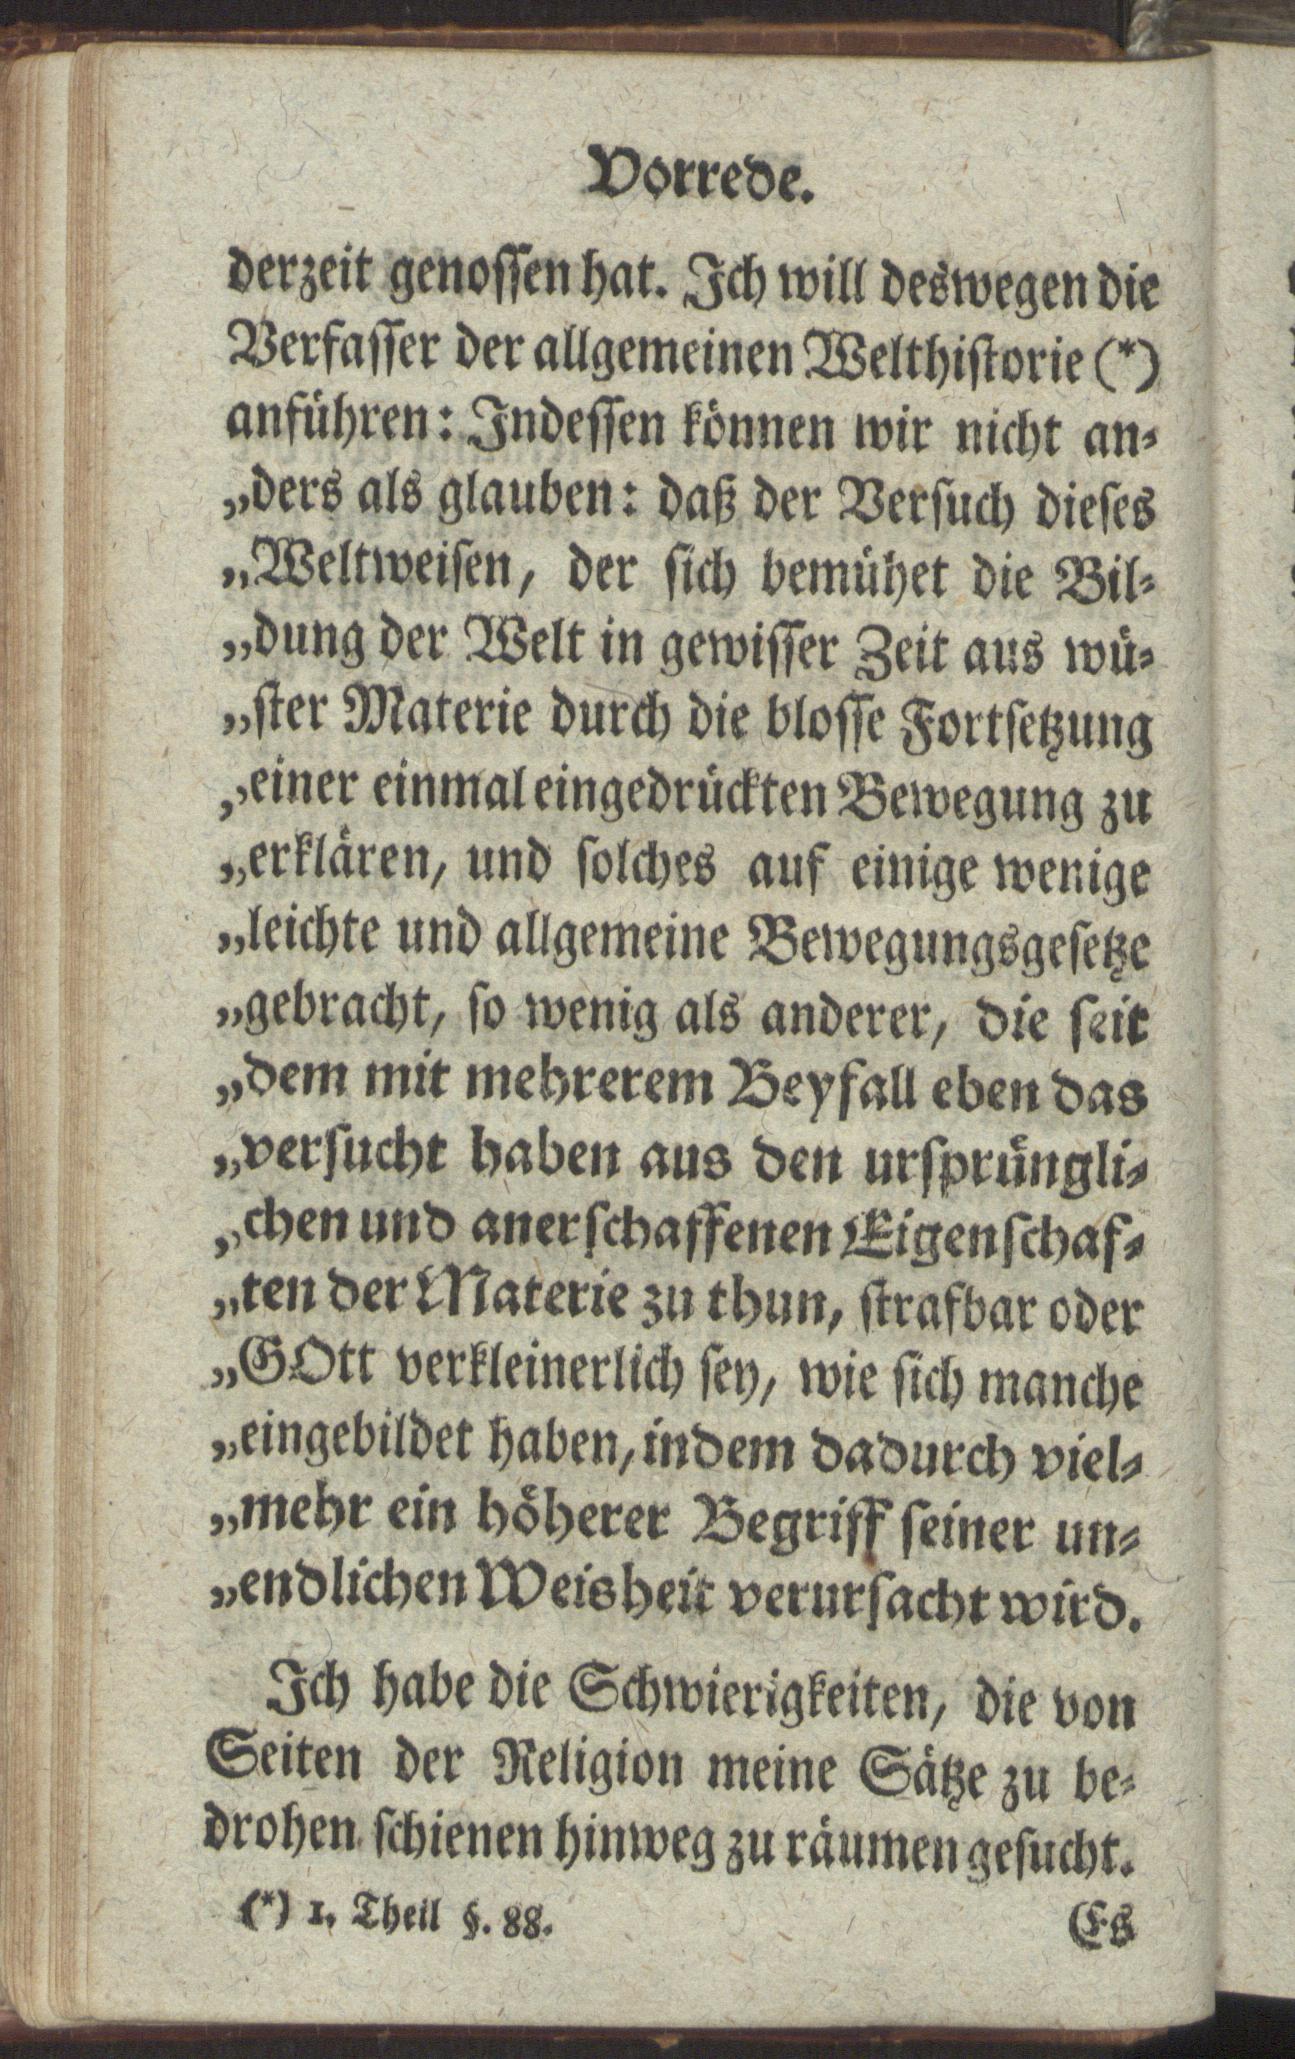 Vorrede.
derzeit genoſſen hat. Ich will deswegen die
Verfaſſer der allgemeinen Welthiſtorie (*)
anführen: Indeſſen können wir nicht an⸗
„ders als glauben: daß der Verſuch dieſes
„Weltweiſen, der ſich bemühet die Bil⸗
„dung der Welt in gewiſſer Zeit aus wü⸗
„ſter Materie durch die bloſſe Fortſetzung
„einer einmal eingedrückten Bewegung zu
„erklären, und ſolches auf einige wenige
„leichte und allgemeine Bewegungsgeſetze
„gebracht, ſo wenig als anderer, die ſeit
„dem mit mehrerem Beyfall eben das
„verſucht haben aus den urſprüngli⸗
„chen und anerſchaffenen Eigenſchaf⸗
„ten der Materie zu thun, ſtrafbar oder
„GOtt verkleinerlich ſey, wie ſich manche
„eingebildet haben, indem dadurch viel⸗
„mehr ein höherer Begriff ſeiner un⸗
„endlichen Weisheit verurſacht wird.
Ich habe die Schwierigkeiten, die von
Seiten der Religion meine Sätze zu be⸗
drohen ſchienen hinweg zu räumen geſucht.
(*) 1. Theil §. 88.
Es